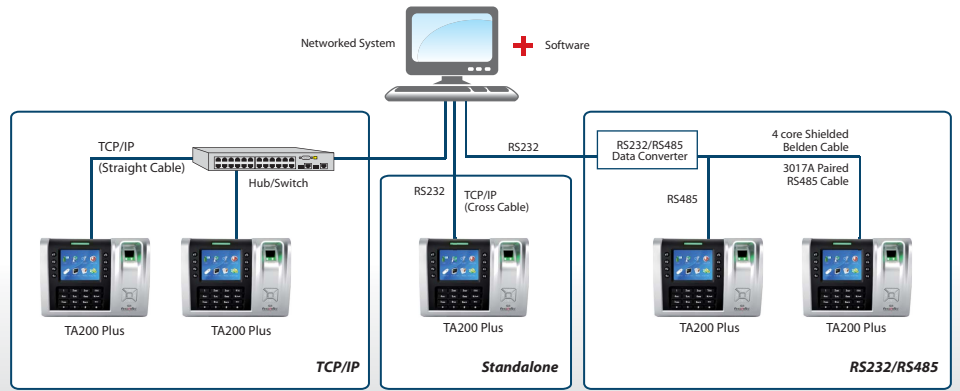 Networked System
Software
TCP/IP
(Straight Cable)
Hub/Switch
TA200 Plus
TA200 Plus
TCP/IP
RS232
TCP/IP
(Cross Cable)
TA200 Plus
Standalone
RS232
RS232/RS485
Data Converter
4 core Shielded
Belden Cable
3017A Paired
RS485 Cable
RS485
TA200 Plus
TA200 Plus
RS232/RS485